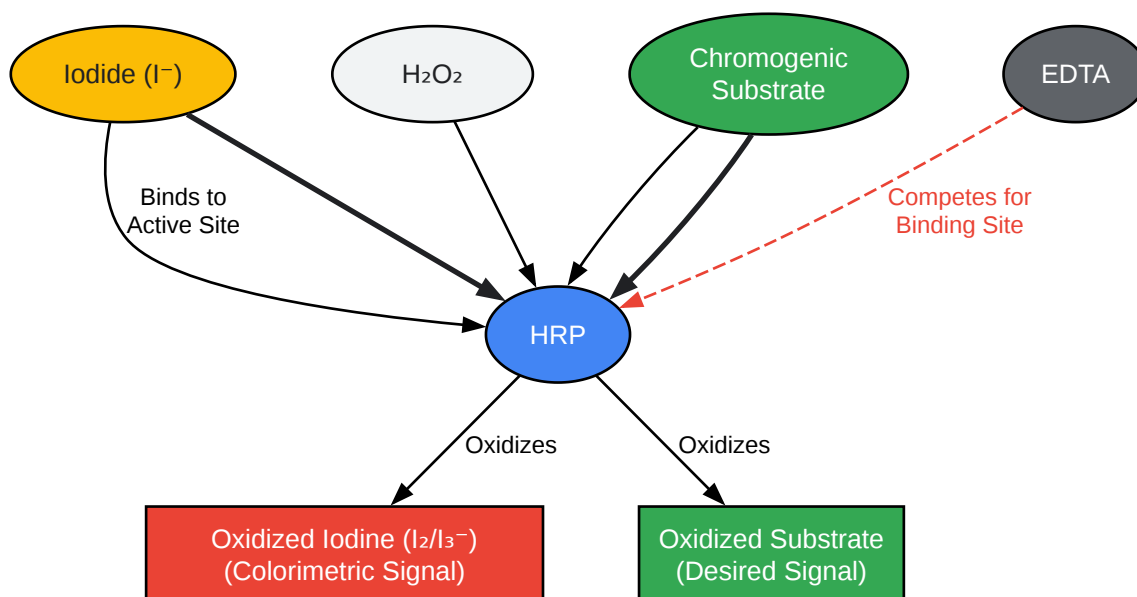 Iodide (I⁻)
H₂O₂
Chromogenic
Substrate
EDTA
Binds to
Active Site
Competes for
Binding Site
HRP
Oxidizes
Oxidizes
Oxidized Iodine (I₂/I₃⁻)
(Colorimetric Signal)
Oxidized Substrate
(Desired Signal)